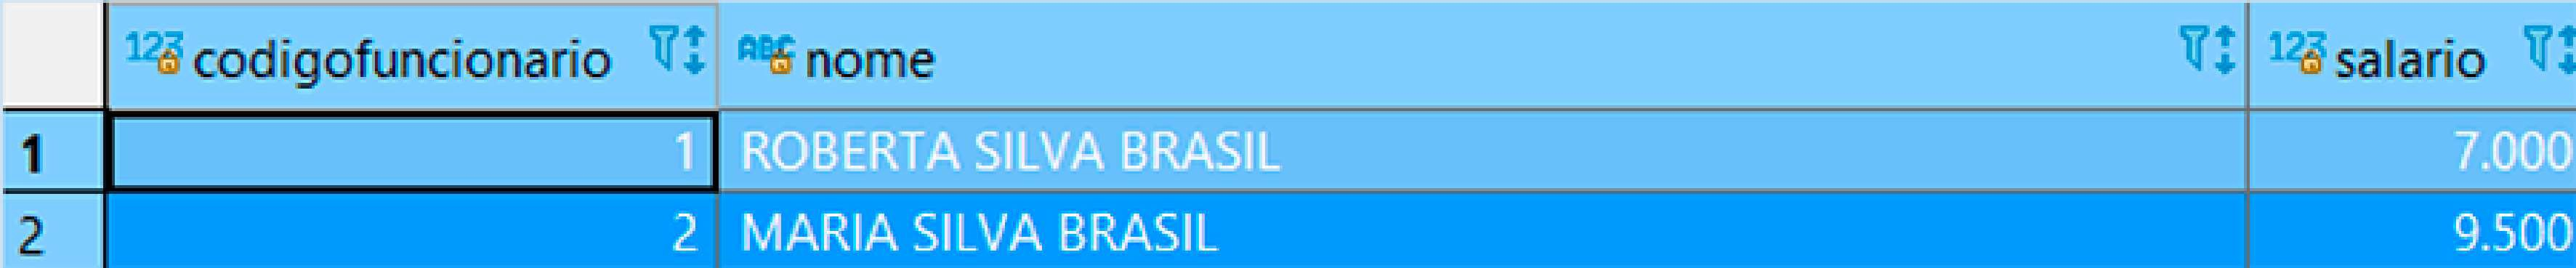 123 codigofuncionario ABC nome 123 salario
1 1 ROBERTA SILVA BRASIL 7.000
2 2 MARIA SILVA BRASIL 9.500